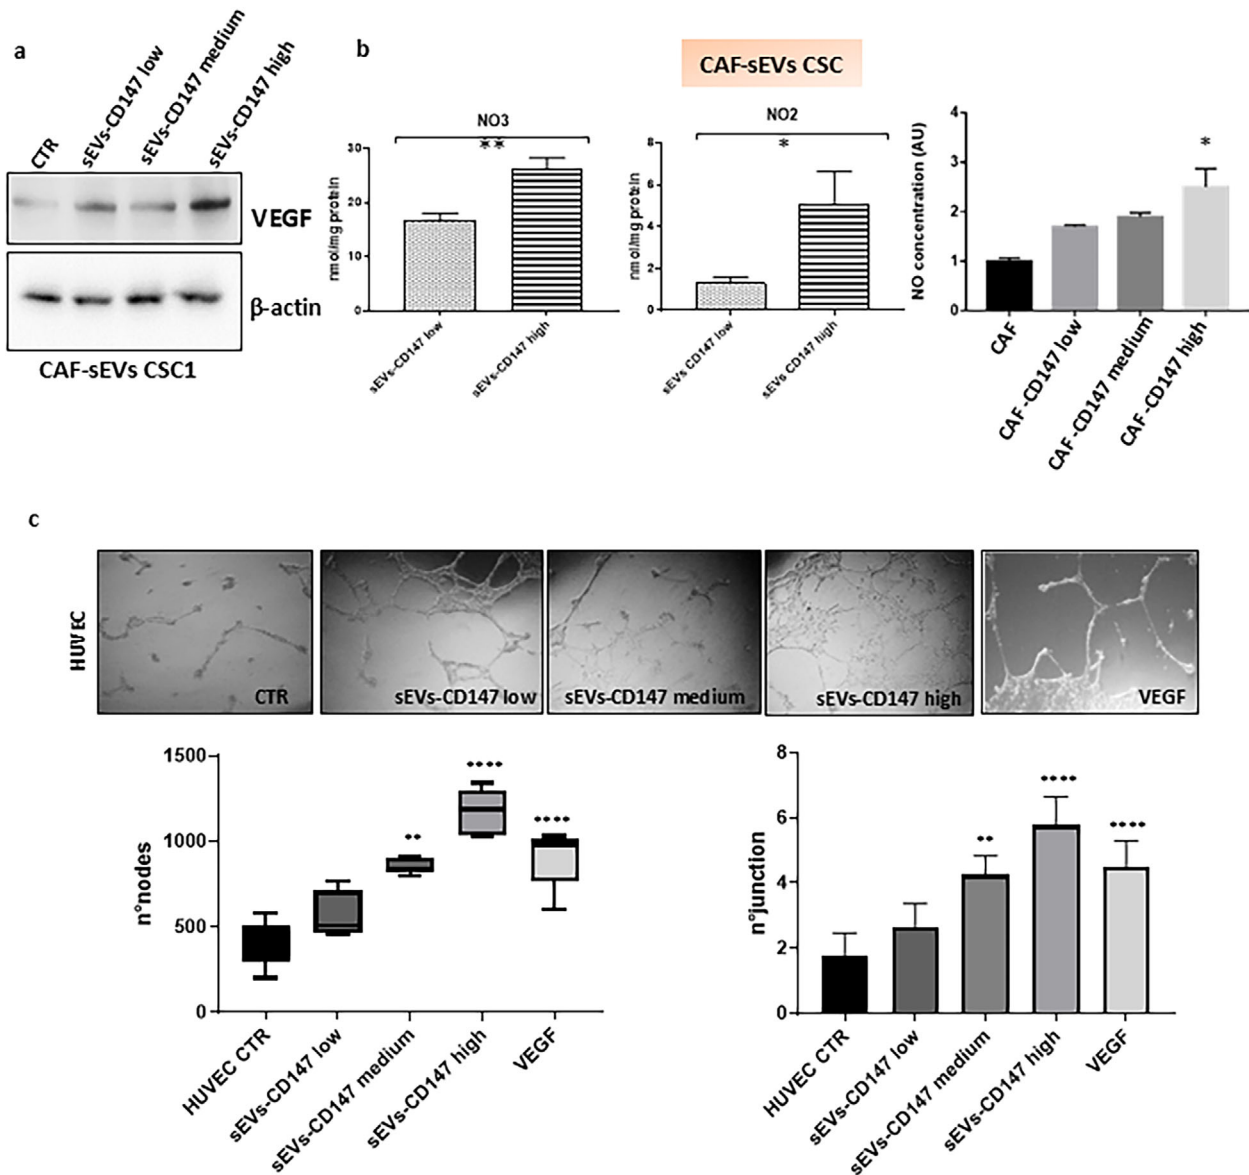 a
CTR
sEVs-CD147 low
sEVs-CD147 medium
sEVs-CD147 high
VEGF
β-actin
CAF-sEVs CSC1
b
CAF-sEVs CSC
NO3
**
nmol/mg protein
30
20
10
0
sEVs-CD147 low
sEVs-CD147 high
NO2
*
nmol/mg protein
8
6
4
2
0
sEVs CD147 low
sEVs CD147 high
NO concentration (AU)
4
3
2
1
0
*
CAF
CAF-CD147 low
CAF-CD147 medium
CAF-CD147 high
c
HUVEC
CTR
sEVs-CD147 low
sEVs-CD147 medium
sEVs-CD147 high
VEGF
n°nodes
1500
1000
500
0
**
****
****
HUVEC CTR
sEVs-CD147 low
sEVs-CD147 medium
sEVs-CD147 high
VEGF
n°junction
8
6
4
2
0
**
****
****
HUVEC CTR
sEVs-CD147 low
sEVs-CD147 medium
sEVs-CD147 high
VEGF